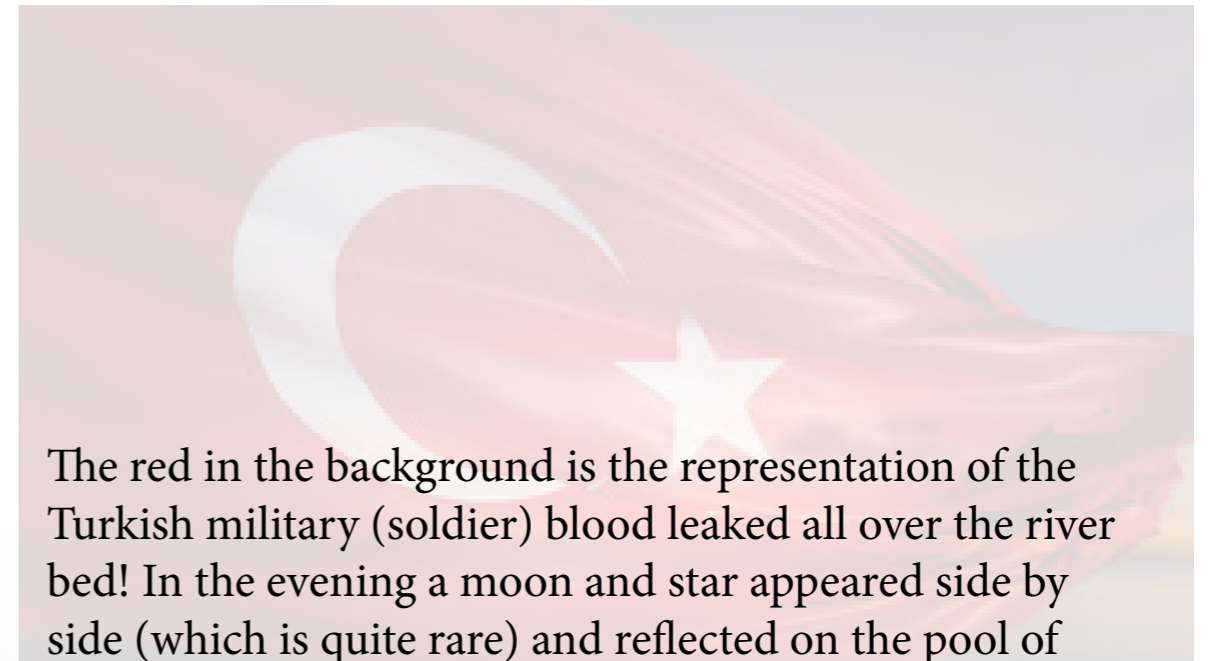 The red in the background is the representation of the
Turkish military (soldier) blood leaked all over the river
bed! In the evening a moon and star appeared side by
side (which is quite rare) and reflected on the pool of